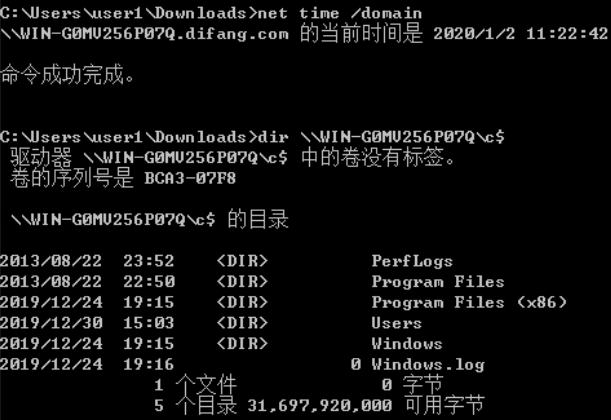 C:\Users\user1\Downloads>net time /domain
\\WIN-G0MV256P07Q.difang.com 的当前时间是 2020/1/2 11:22:42
命令成功完成。
C:\Users\user1\Downloads>dir \\WIN-G0MV256P07Q\c$
驱动器 \\WIN-G0MV256P07Q\c$ 中的卷没有标签。
卷的序列号是 BCA3-07F8
\\WIN-G0MV256P07Q\c$ 的目录
2013/08/22  23:52    <DIR>          PerfLogs
2013/08/22  22:50    <DIR>          Program Files
2019/12/24  19:15    <DIR>          Program Files (x86)
2019/12/30  15:03    <DIR>          Users
2019/12/24  19:15    <DIR>          Windows
2019/12/24  19:16                 0 Windows.log
1 个文件              0 字节
5 个目录 31,697,920,000 可用字节